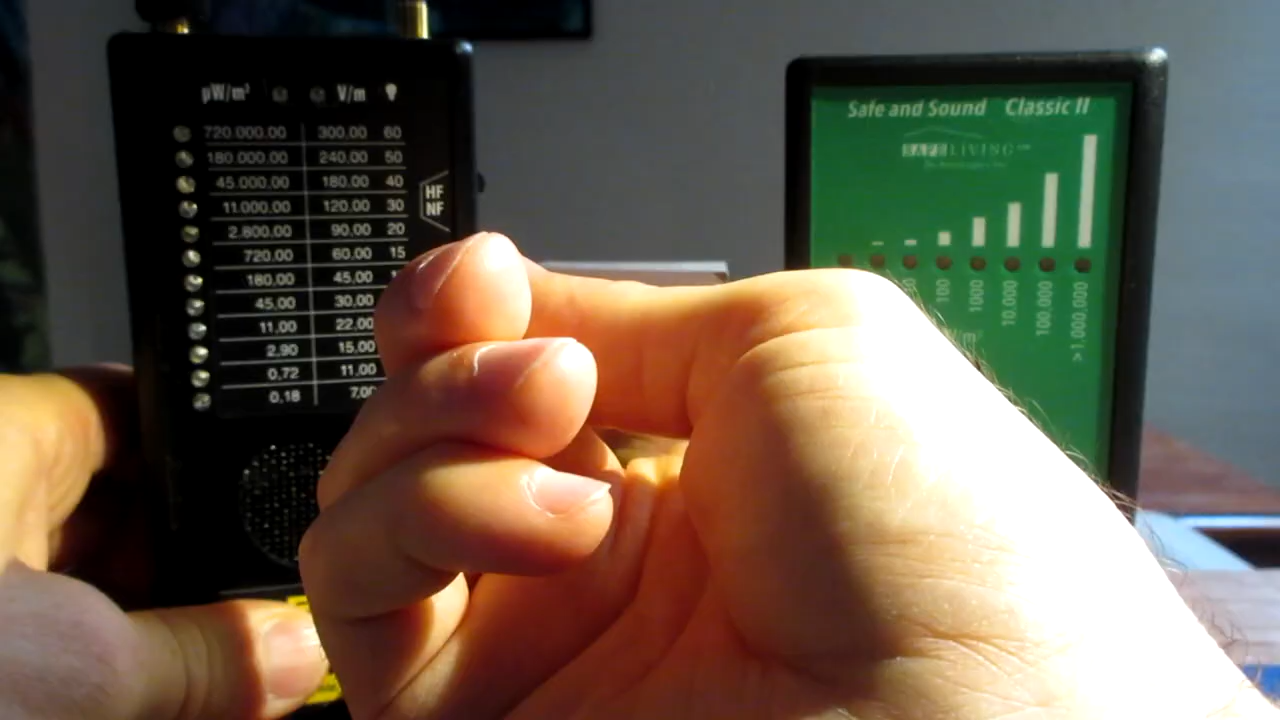 µW/m² V/m
720.000.00 300,00 60
180.000,00 240.00 50
45.000,00 180,00 40
11.000,00 120,00 30
2.800,00 90,00 20
720,00 60,00 15
180,00 45,00
45,00 30,00
11,00 22,00
2,90 15,00
0,72 11,00
0,18 7,00
HF
NF
Safe and Sound Classic II
SAFELIVING
100
1000
10.000
100.000
>1.000.000